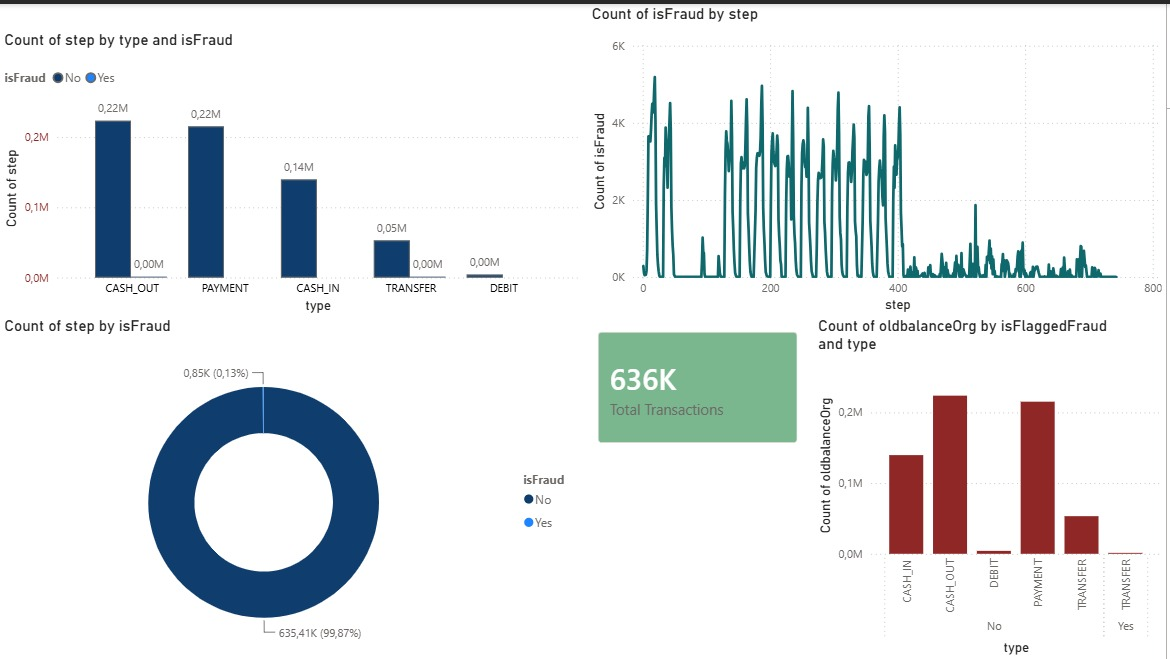 Count of step by type and isFraud
isFraud No Yes
Count of step
0,2M
0,1M
0,0M
0,22M
0,22M
0,14M
0,05M
0,00M
0,00M
0,00M
CASH_OUT PAYMENT CASH_IN TRANSFER DEBIT
type
Count of isFraud by step
Count of isFraud
6K
4K
2K
0K
0 200 400 600 800
step
Count of step by isFraud
0,85K (0,13%)
635,41K (99,87%)
isFraud
No
Yes
636K
Total Transactions
Count of oldbalanceOrg by isFlaggedFraud
and type
Count of oldbalanceOrg
0,2M
0,1M
0,0M
CASH_IN
CASH_OUT
DEBIT
PAYMENT
TRANSFER
TRANSFER
No Yes
type